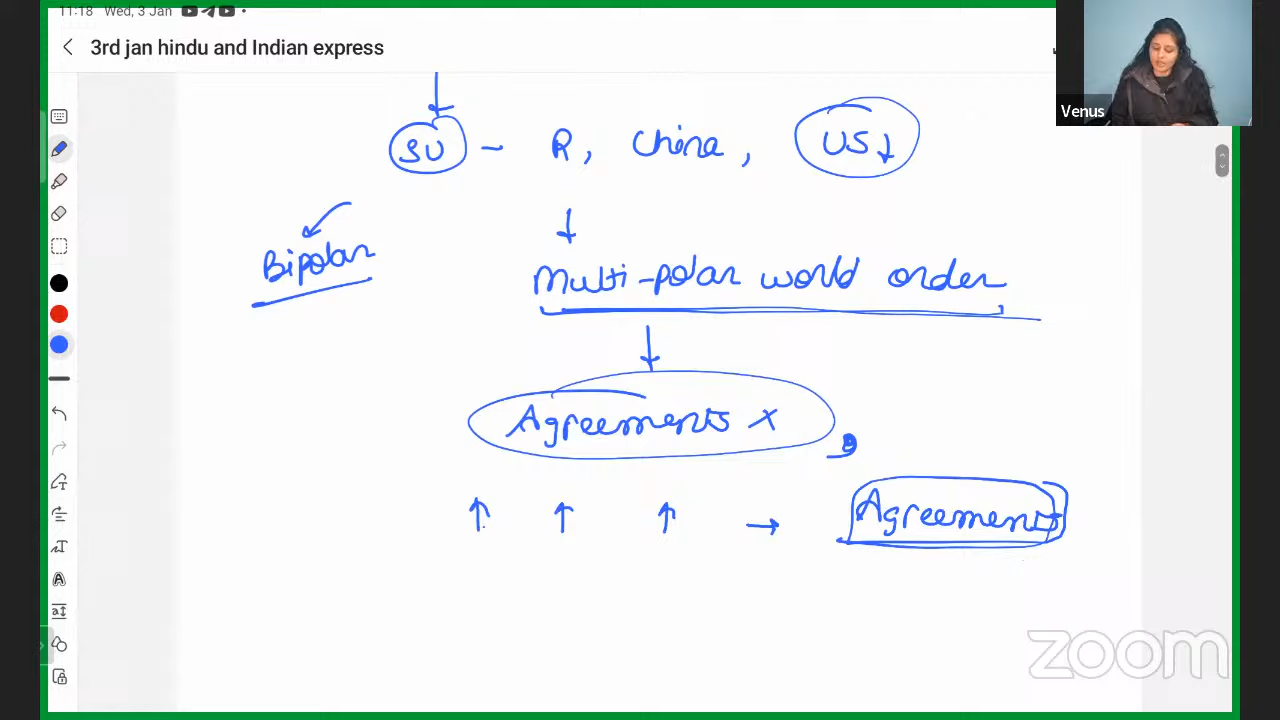 11:18 Wed, 3 Jan
3rd jan hindu and Indian express
Venus
SU - R, China, US↓
Bipolar
Multi-polar world order
Agreements x
↑ ↑ ↑ → Agreements
zoom